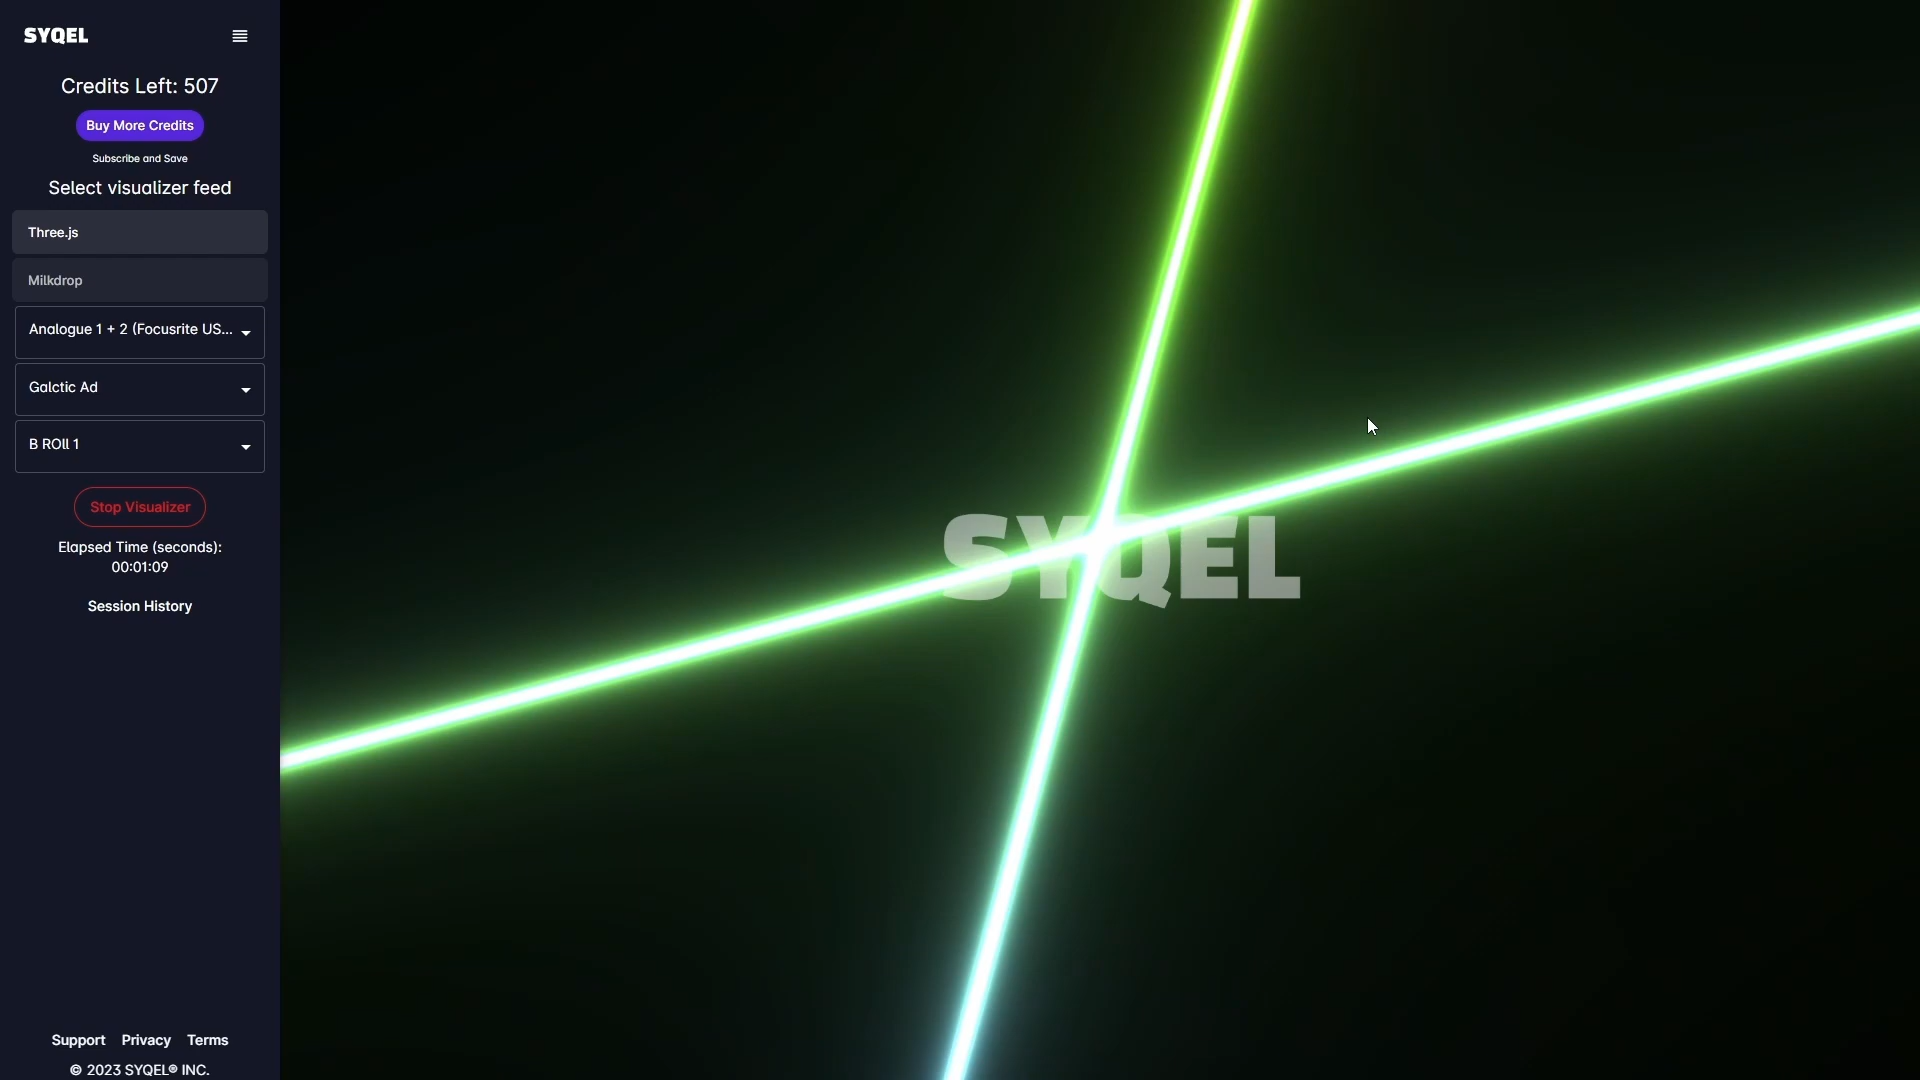 SYQEL
Credits Left: 507
Buy More Credits
Subscribe and Save
Select visualizer feed
Three.js
Milkdrop
Analogue 1 + 2 (Focusrite US...
Galctic Ad
B ROll 1
Stop Visualizer
Elapsed Time (seconds):
00:01:09
Session History
Support Privacy Terms
© 2023 SYQEL® INC.
SYQEL